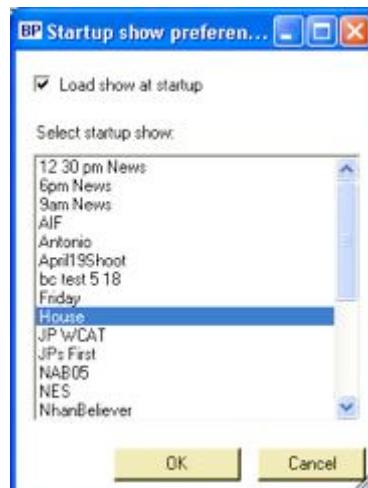 BP Startup show preferen...
Load show at startup
Select startup show:
12 30 pm News
6pm News
9am News
AIF
Antonio
April19Shoot
bc test 5 18
Friday
House
JP WCAT
JPs First
NAB05
NES
NhanBeliever
OK Cancel